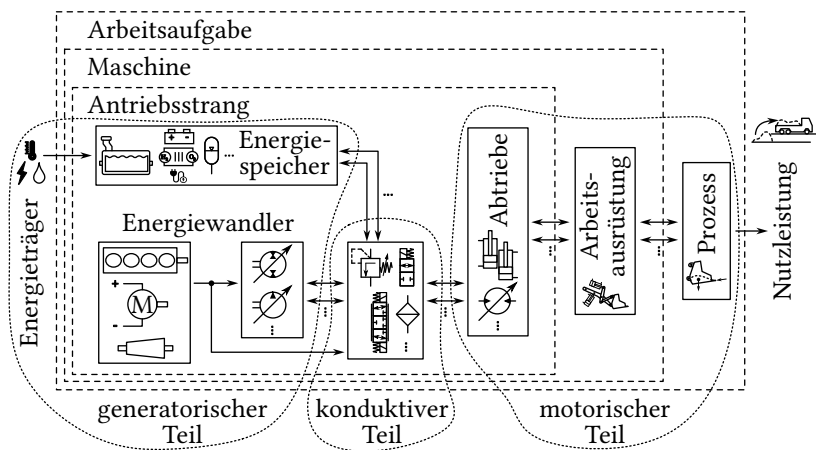 Arbeitsaufgabe
Maschine
Antriebsstrang
Energie-
speicher
...
...
Energieträger
Energiewandler
+
M
-
...
...
...
...
Abtriebe
...
...
Arbeits-
ausrüstung
...
Prozess
Nutzleistung
generatorischer
Teil
konduktiver
Teil
motorischer
Teil